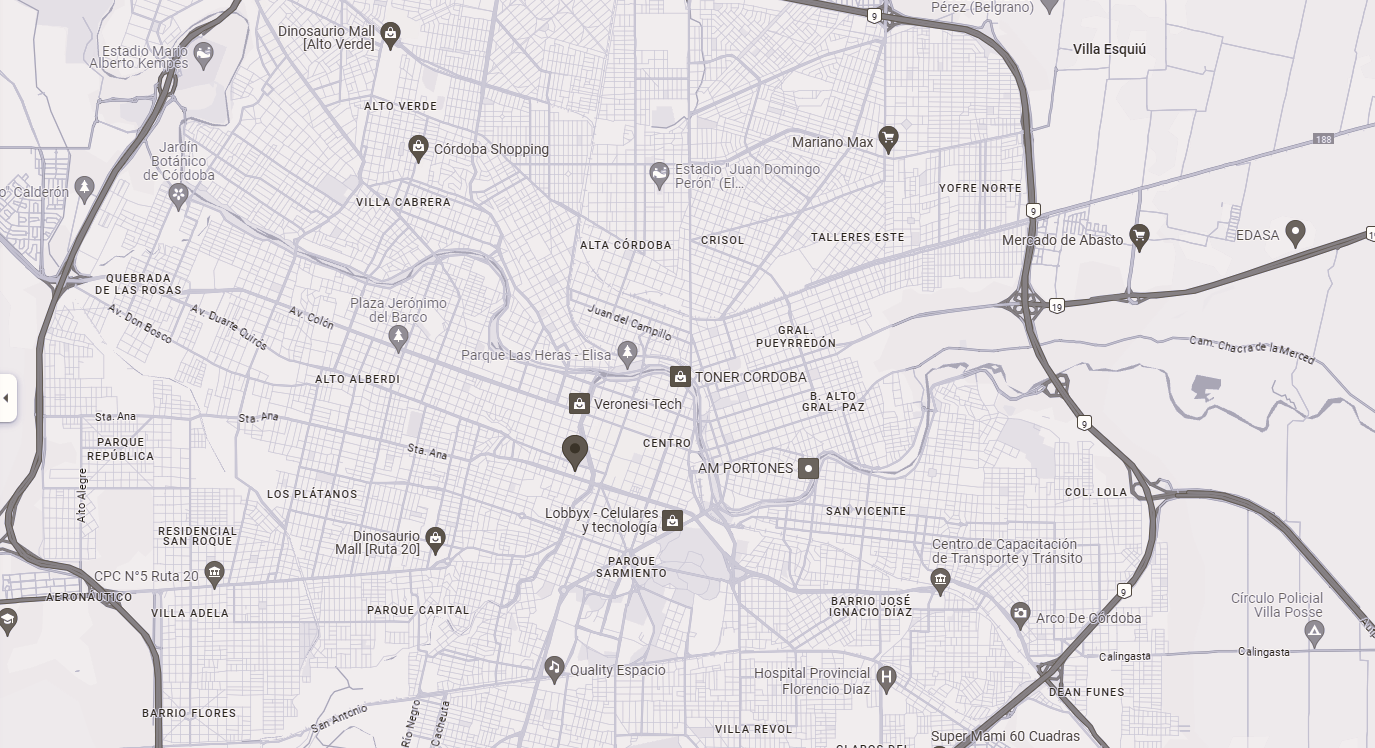 9
Pérez (Belgrano)
Dinosaurio Mall
[Alto Verde]
Estadio Mario
Alberto Kempes
Villa Esquiú
ALTO VERDE
188
Mariano Max
Córdoba Shopping
Jardín
Botánico
de Córdoba
Estadio "Juan Domingo
Perón" (El...
o" Calderón
YOFRE NORTE
VILLA CABRERA
9
Mercado de Abasto
EDASA
19
ALTA CÓRDOBA
CRISOL
TALLERES ESTE
QUEBRADA
DE LAS ROSAS
Plaza Jerónimo
del Barco
19
Av. Don Bosco
Av. Duarte Quirós
Av. Colón
Juan del Campillo
GRAL.
PUEYRREDÓN
Cam. Chacra de la Merced
Parque Las Heras - Elisa
TONER CORDOBA
ALTO ALBERDI
Veronesi Tech
B. ALTO
GRAL. PAZ
Sta. Ana
Sta. Ana
9
PARQUE
REPÚBLICA
Sta. Ana
CENTRO
AM PORTONES
Alto Alegre
LOS PLÁTANOS
COL. LOLA
Lobbyx - Celulares
y tecnología
SAN VICENTE
RESIDENCIAL
SAN ROQUE
Dinosaurio
Mall [Ruta 20]
Centro de Capacitación
de Transporte y Tránsito
PARQUE
SARMIENTO
CPC N°5 Ruta 20
9
AERONÁUTICO
VILLA ADELA
PARQUE CAPITAL
BARRIO JOSÉ
IGNACIO DÍAZ
Arco De Córdoba
Círculo Policial
Villa Posse
Calingasta
Calingasta
Quality Espacio
Hospital Provincial
Florencio Diaz
DEAN FUNES
BARRIO FLORES
San Antonio
Río Negro
Cacheuta
VILLA REVOL
Super Mami 60 Cuadras